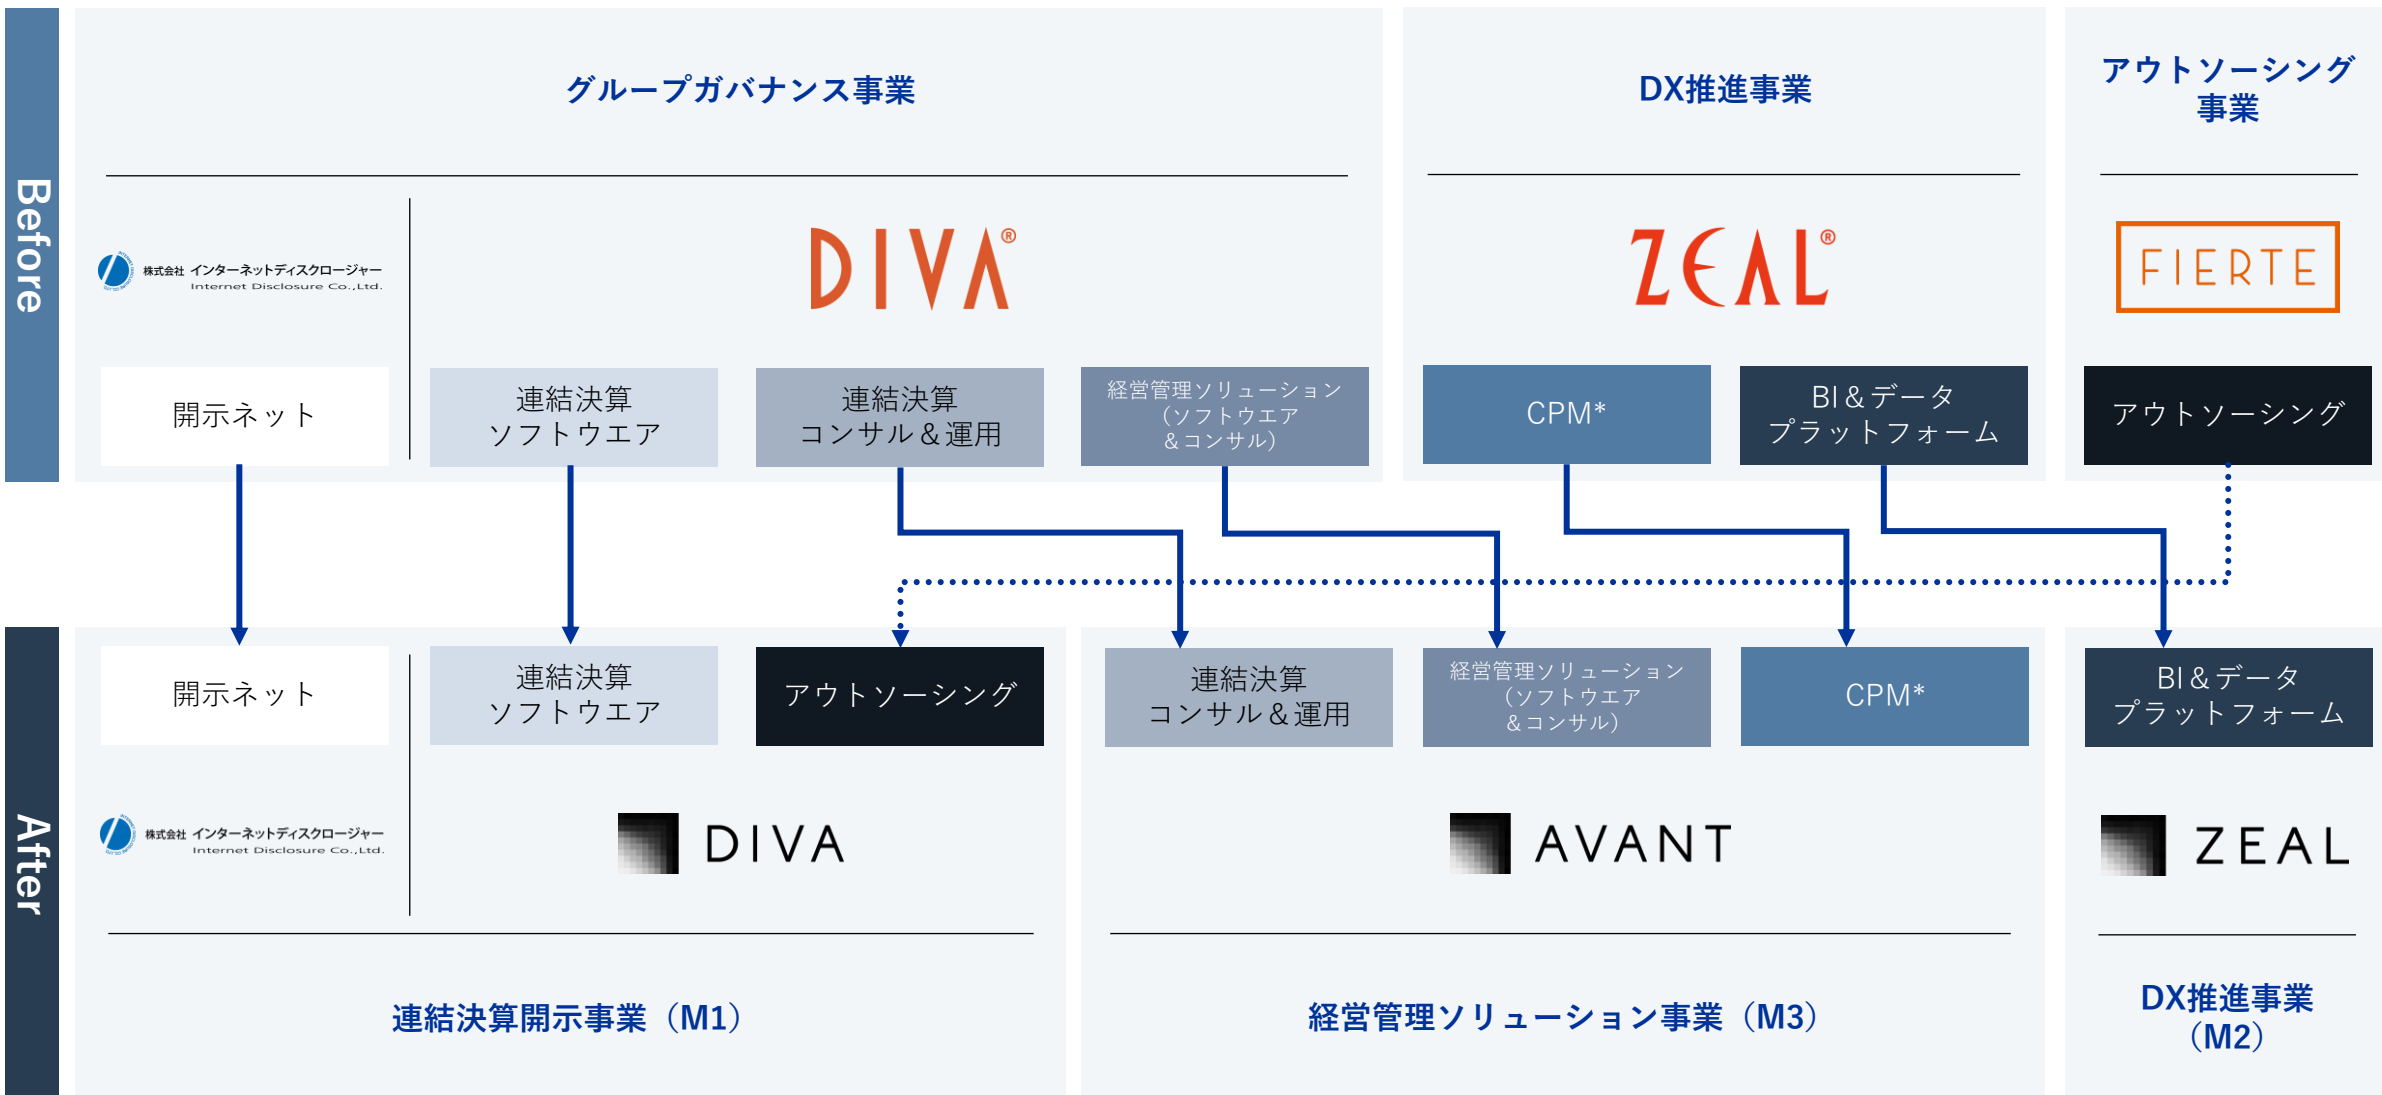 Before
グループガバナンス事業
DX推進事業
アウトソーシング
事業
株式会社 インターネットディスクロージャー
Internet Disclosure Co.,Ltd.
DIVA®
ZEAL®
FIERTE
開示ネット
連結決算
ソフトウエア
連結決算
コンサル＆運用
経営管理ソリューション
（ソフトウエア
＆コンサル）
CPM*
BI＆データ
プラットフォーム
アウトソーシング
After
開示ネット
連結決算
ソフトウエア
アウトソーシング
連結決算
コンサル＆運用
経営管理ソリューション
（ソフトウエア
＆コンサル）
CPM*
BI＆データ
プラットフォーム
株式会社 インターネットディスクロージャー
Internet Disclosure Co.,Ltd.
DIVA
AVANT
ZEAL
連結決算開示事業（M1）
経営管理ソリューション事業（M3）
DX推進事業
（M2）